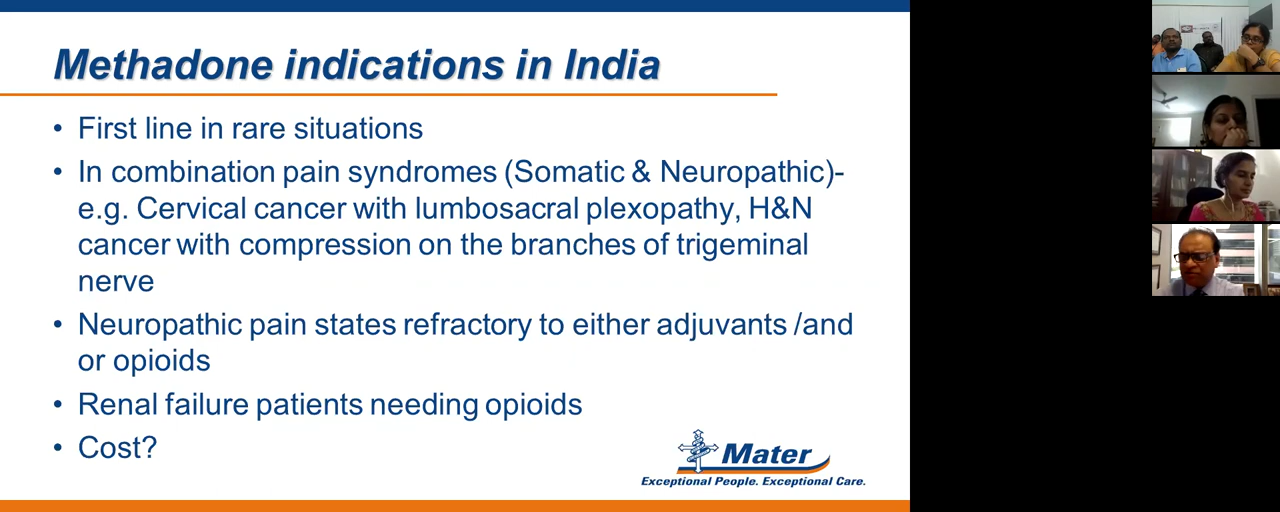 Methadone indications in India
• First line in rare situations
• In combination pain syndromes (Somatic & Neuropathic)-
e.g. Cervical cancer with lumbosacral plexopathy, H&N
cancer with compression on the branches of trigeminal
nerve
• Neuropathic pain states refractory to either adjuvants /and
or opioids
• Renal failure patients needing opioids
• Cost?
Mater
Exceptional People. Exceptional Care.